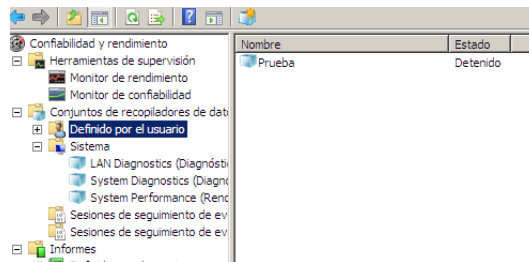 Confiabilidad y rendimiento
Herramientas de supervisión
Monitor de rendimiento
Monitor de confiabilidad
Conjuntos de recopiladores de dat
Definido por el usuario
Sistema
LAN Diagnostics (Diagnósti
System Diagnostics (Diagno
System Performance (Rend
Sesiones de seguimiento de ev
Sesiones de seguimiento de ev
Informes
Nombre Estado
Prueba Detenido